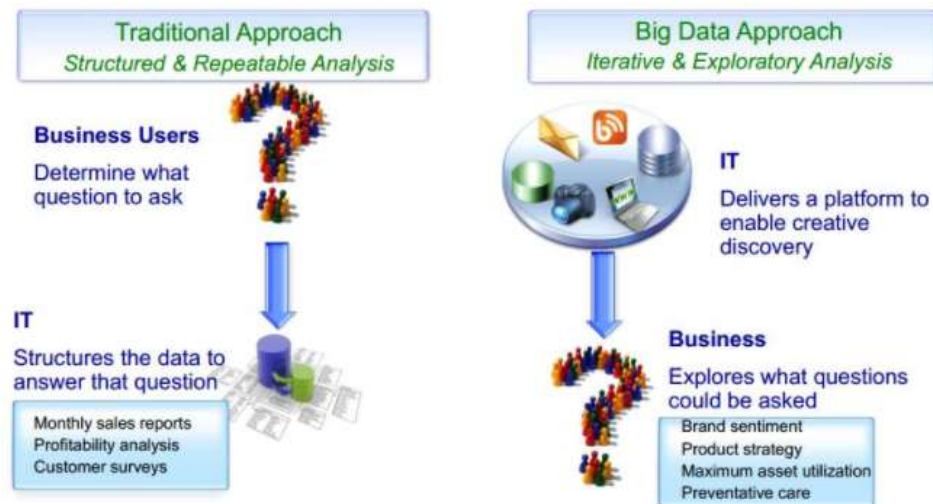 Traditional Approach
Structured & Repeatable Analysis
Business Users
Determine what
question to ask
IT
Structures the data to
answer that question
Monthly sales reports
Profitability analysis
Customer surveys
Big Data Approach
Iterative & Exploratory Analysis
IT
Delivers a platform to
enable creative
discovery
Business
Explores what questions
could be asked
Brand sentiment
Product strategy
Maximum asset utilization
Preventative care